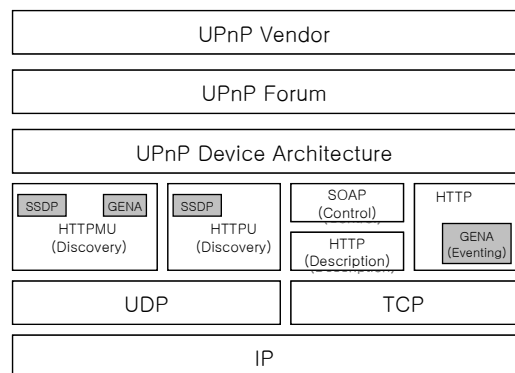 UPnP Vendor
UPnP Forum
UPnP Device Architecture
SSDP
GENA
HTTPMU
(Discovery)
SSDP
HTTPU
(Discovery)
SOAP
(Control)
HTTP
(Description)
HTTP
GENA
(Eventing)
UDP
TCP
IP